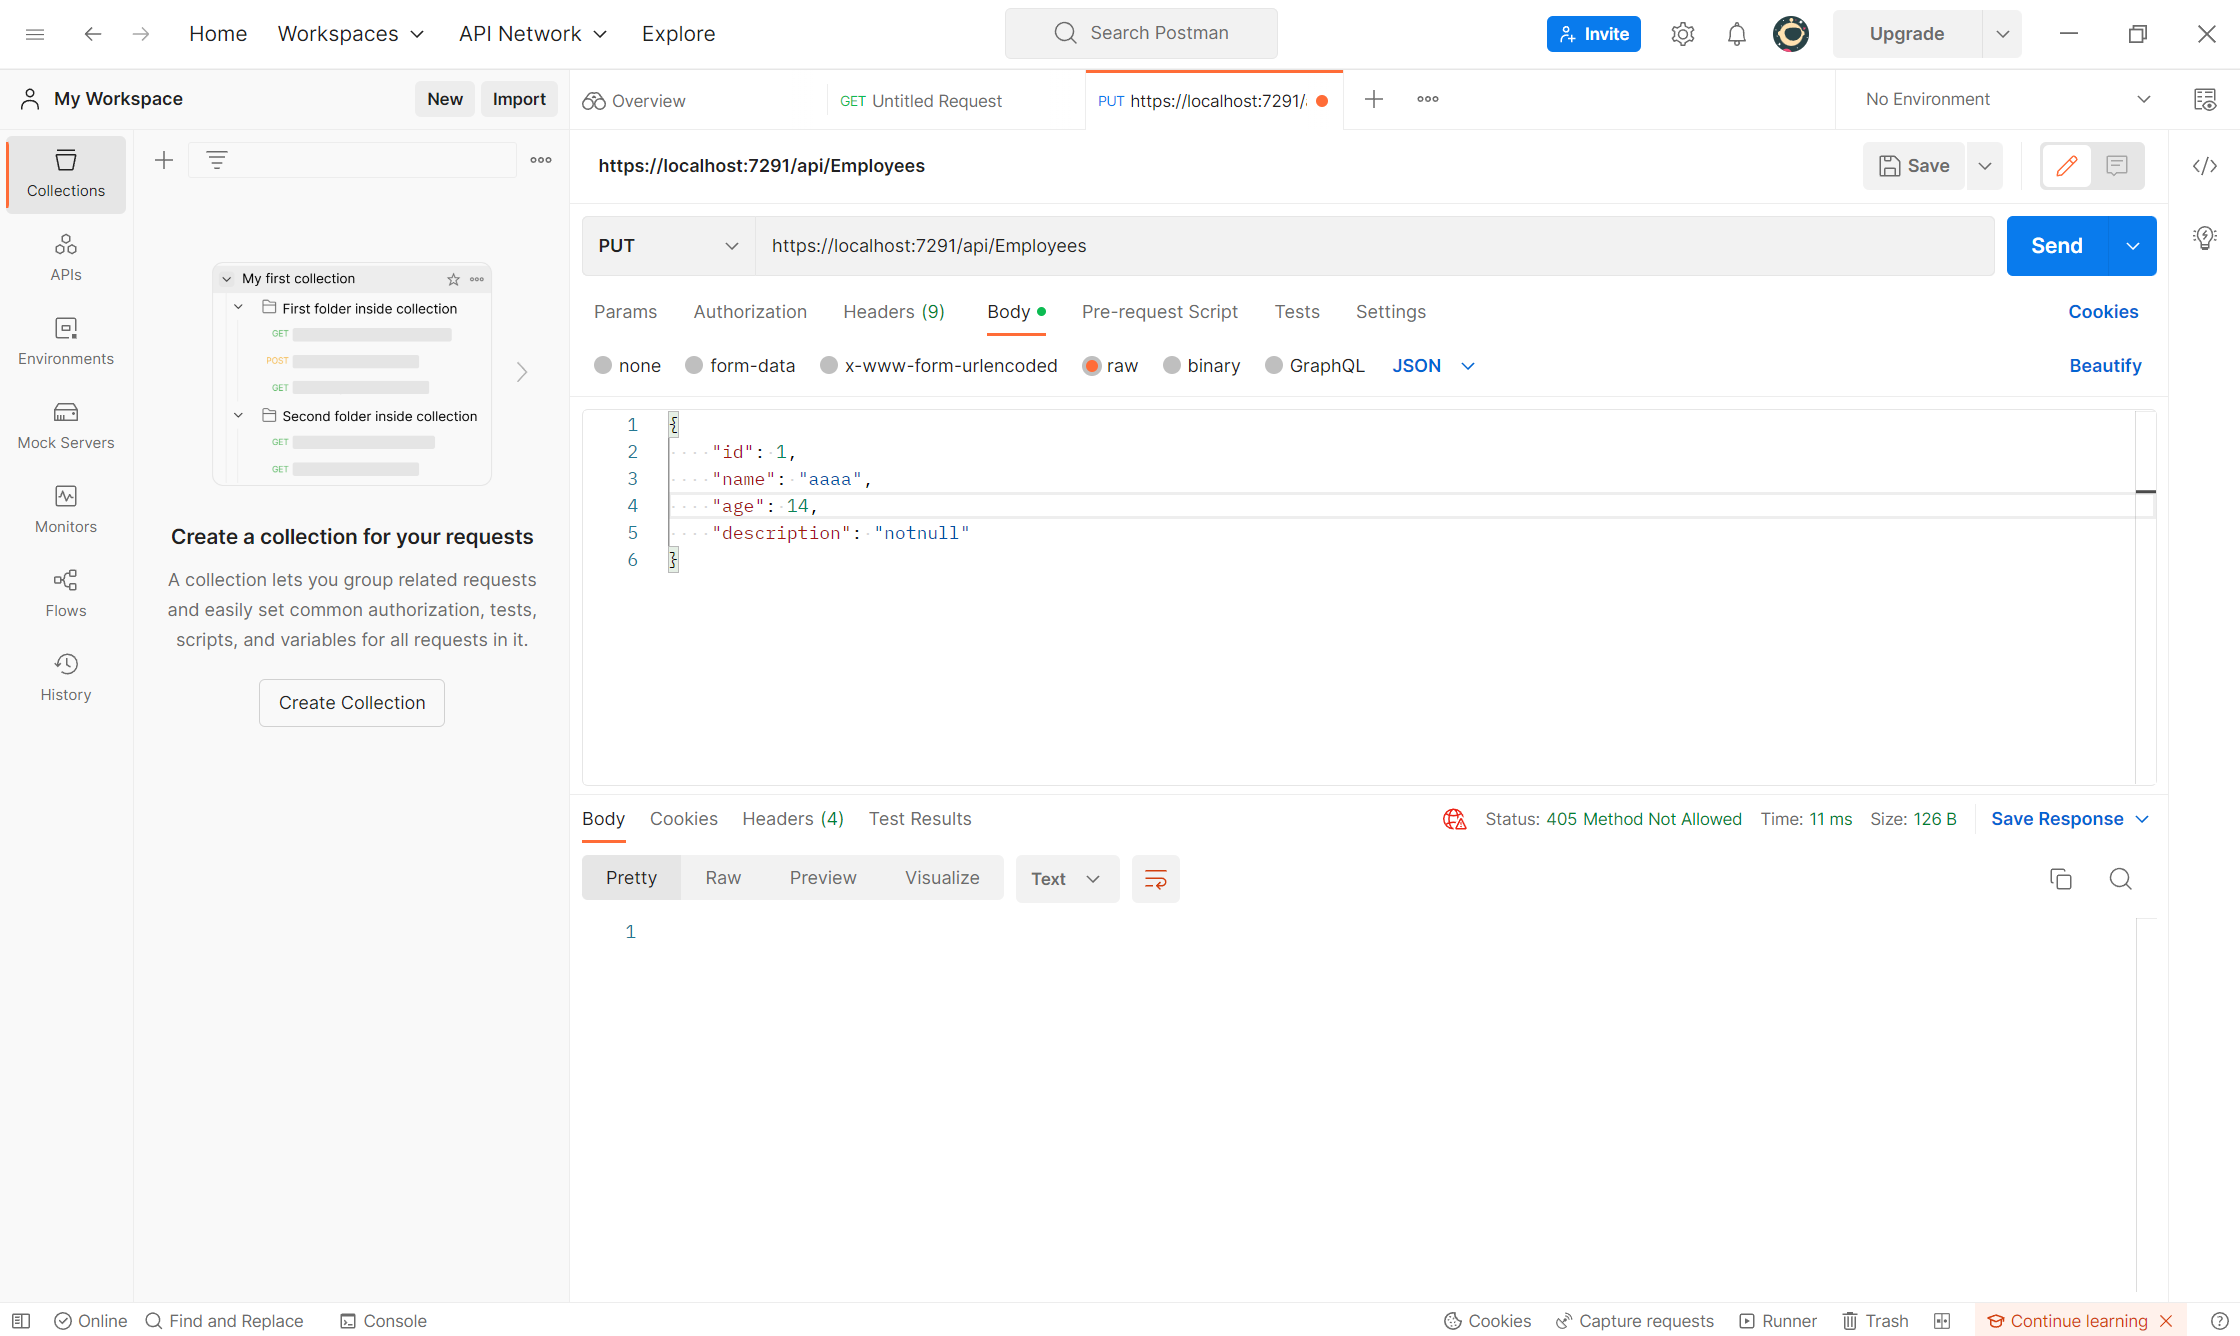 Home Workspaces API Network Explore Search Postman Invite Upgrade
My Workspace New Import Overview GET Untitled Request PUT https://localhost:7291/ No Environment
Collections
APIs
Environments
Mock Servers
Monitors
Flows
History
My first collection
First folder inside collection
GET
POST
GET
Second folder inside collection
GET
GET
Create a collection for your requests
A collection lets you group related requests
and easily set common authorization, tests,
scripts, and variables for all requests in it.
Create Collection
https://localhost:7291/api/Employees Save
PUT https://localhost:7291/api/Employees Send
Params Authorization Headers (9) Body Pre-request Script Tests Settings Cookies
none form-data x-www-form-urlencoded raw binary GraphQL JSON Beautify
1 {
2 "id": 1,
3 "name": "aaaa",
4 "age": 14,
5 "description": "notnull"
6 }
Body Cookies Headers (4) Test Results Status: 405 Method Not Allowed Time: 11 ms Size: 126 B Save Response
Pretty Raw Preview Visualize Text
1
Online Find and Replace Console Cookies Capture requests Runner Trash Continue learning